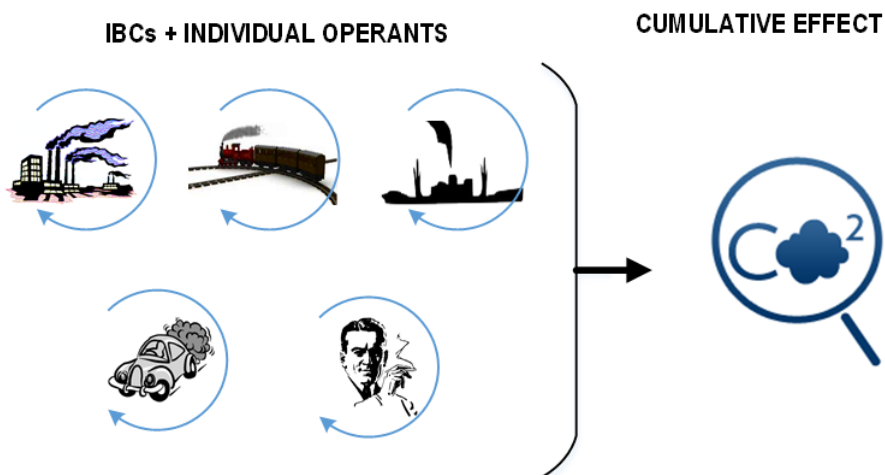 IBCs + INDIVIDUAL OPERANTS
CUMULATIVE EFFECT
CO2